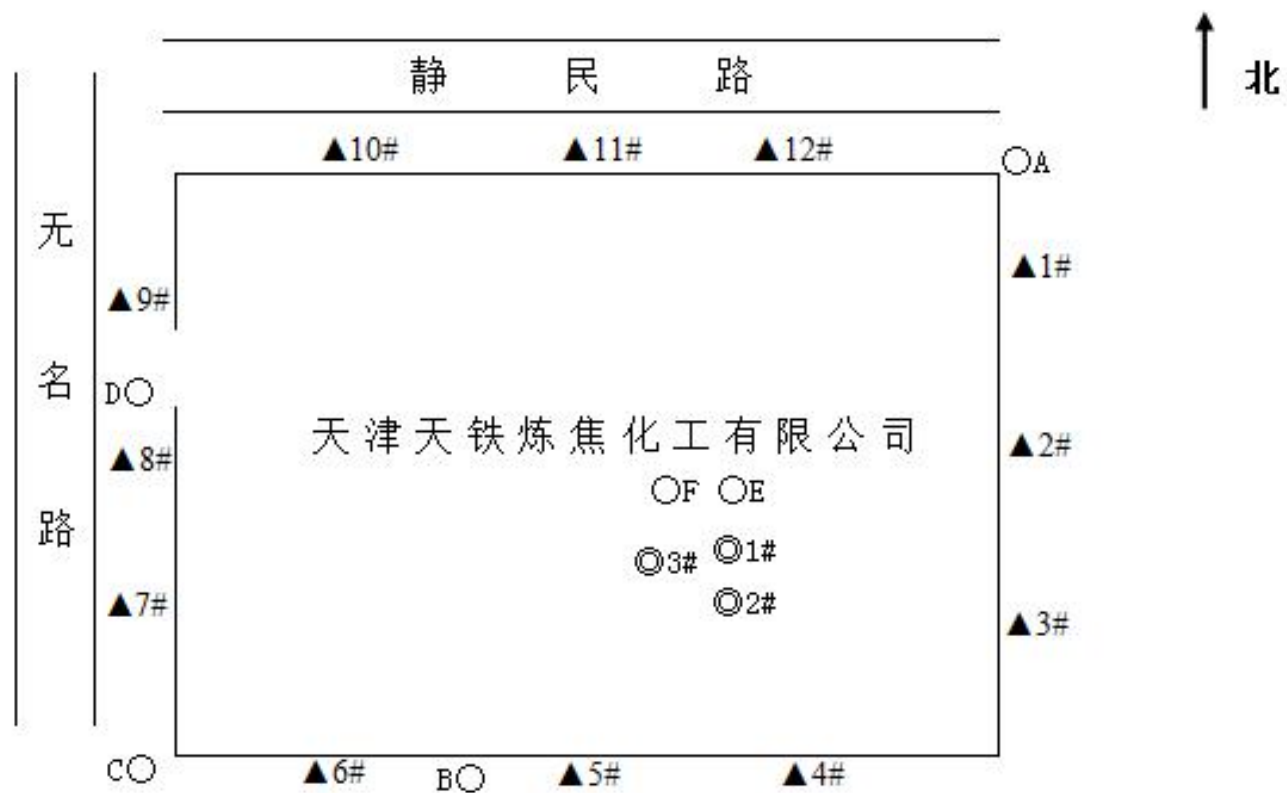 静民路
北
▲10# ▲11# ▲12#
○A
无名路
▲1#
▲9#
D○
天津天铁炼焦化工有限公司
▲2#
▲8#
○F ○E
◎3# ◎1#
◎2#
▲7#
▲3#
C○
▲6# B○ ▲5# ▲4#